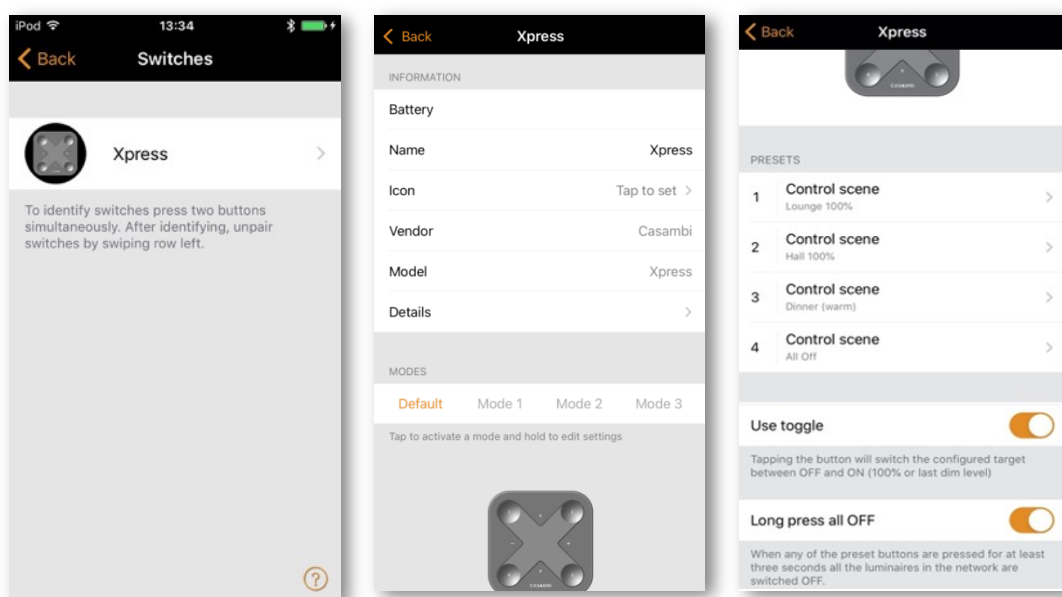 iPod 13:34
Back Switches
Xpress
To identify switches press two buttons
simultaneously. After identifying, unpair
switches by swiping row left.
?
Back Xpress
INFORMATION
Battery
Name Xpress
Icon Tap to set
Vendor Casambi
Model Xpress
Details
MODES
Default Mode 1 Mode 2 Mode 3
Tap to activate a mode and hold to edit settings
CASAMBI
Back Xpress
CASAMBI
PRESETS
1 Control scene
Lounge 100%
2 Control scene
Hall 100%
3 Control scene
Dinner (warm)
4 Control scene
All Off
Use toggle
Tapping the button will switch the configured target
between OFF and ON (100% or last dim level)
Long press all OFF
When any of the preset buttons are pressed for at least
three seconds all the luminaires in the network are
switched OFF.